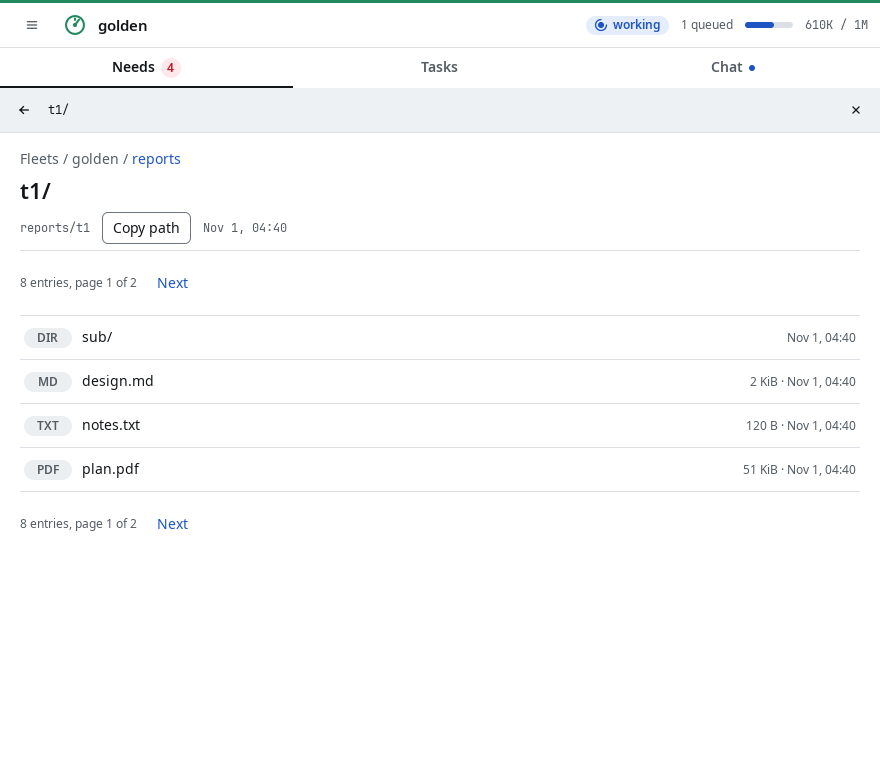 golden
working
1 queued
610K / 1M
Needs 4
Tasks
Chat
t1/
Fleets / golden / reports
t1/
reports/t1
Copy path
Nov 1, 04:40
8 entries, page 1 of 2
Next
DIR sub/ Nov 1, 04:40
MD design.md 2 KiB · Nov 1, 04:40
TXT notes.txt 120 B · Nov 1, 04:40
PDF plan.pdf 51 KiB · Nov 1, 04:40
8 entries, page 1 of 2
Next